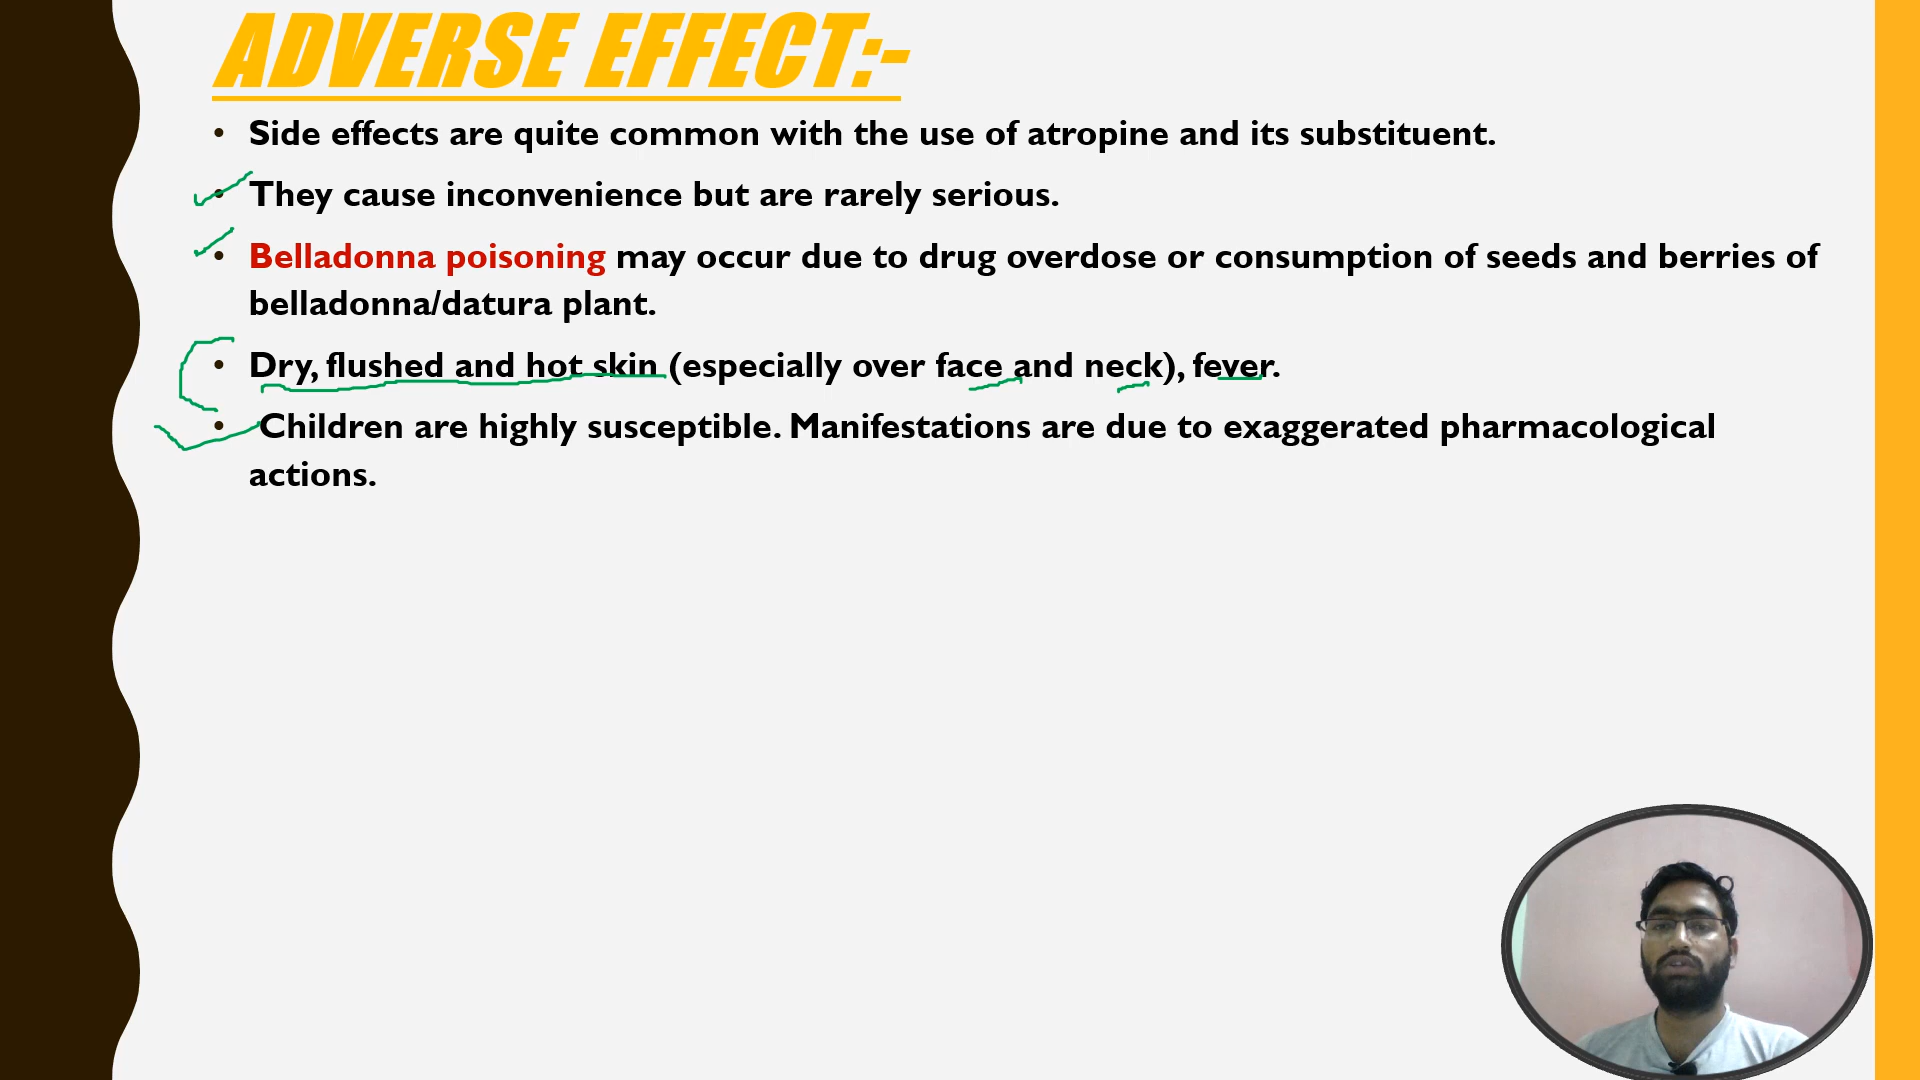 ADVERSE EFFECT:-
• Side effects are quite common with the use of atropine and its substituent.
• They cause inconvenience but are rarely serious.
• Belladonna poisoning may occur due to drug overdose or consumption of seeds and berries of
belladonna/datura plant.
• Dry, flushed and hot skin (especially over face and neck), fever.
• Children are highly susceptible. Manifestations are due to exaggerated pharmacological
actions.